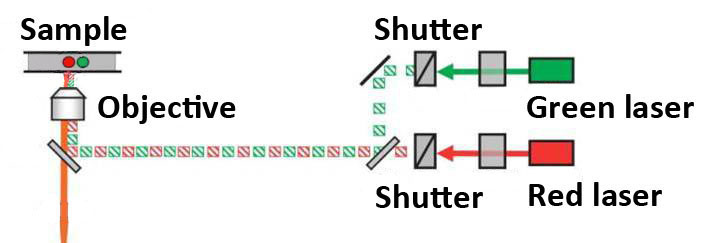 Sample
Shutter
Objective
Green laser
Shutter
Red laser